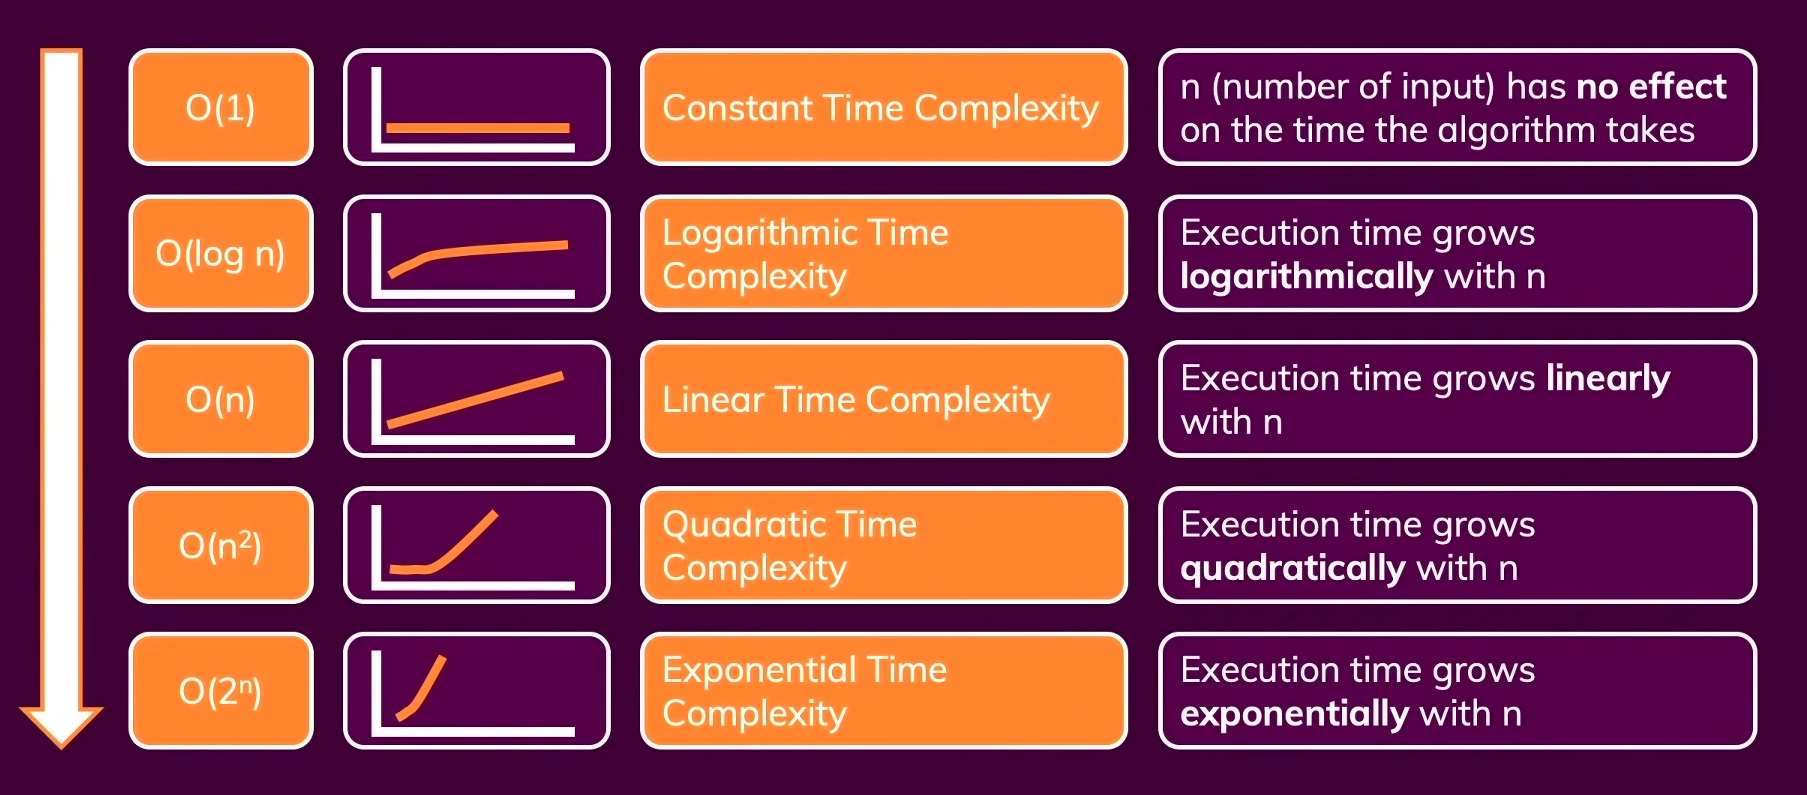 O(1)
Constant Time Complexity
n (number of input) has no effect
on the time the algorithm takes
O(log n)
Logarithmic Time
Complexity
Execution time grows
logarithmically with n
O(n)
Linear Time Complexity
Execution time grows linearly
with n
O(n²)
Quadratic Time
Complexity
Execution time grows
quadratically with n
O(2ⁿ)
Exponential Time
Complexity
Execution time grows
exponentially with n